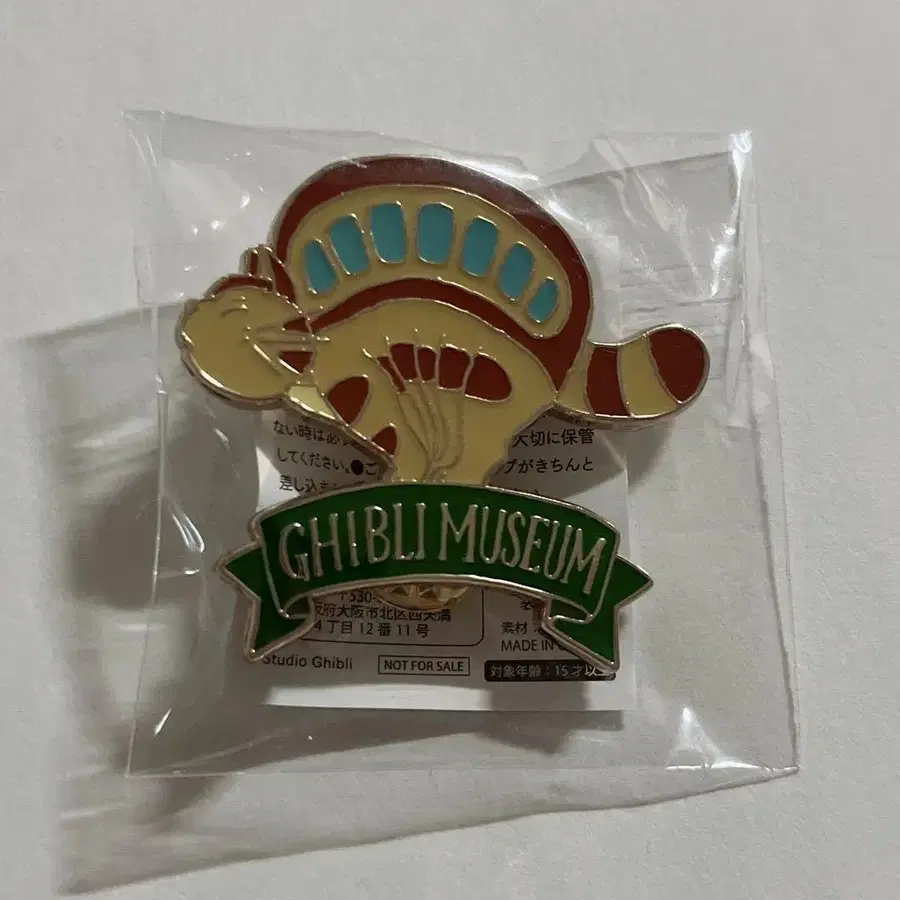 ない時は必
大切に保管
してください。●ご
プがきちんと
差し込
GHIBLI MUSEUM
〒530-
府大阪市北区西天満
4丁目12番11号
素材:
MADE IN
Studio Ghibli
NOT FOR SALE
対象年齢:15才以上